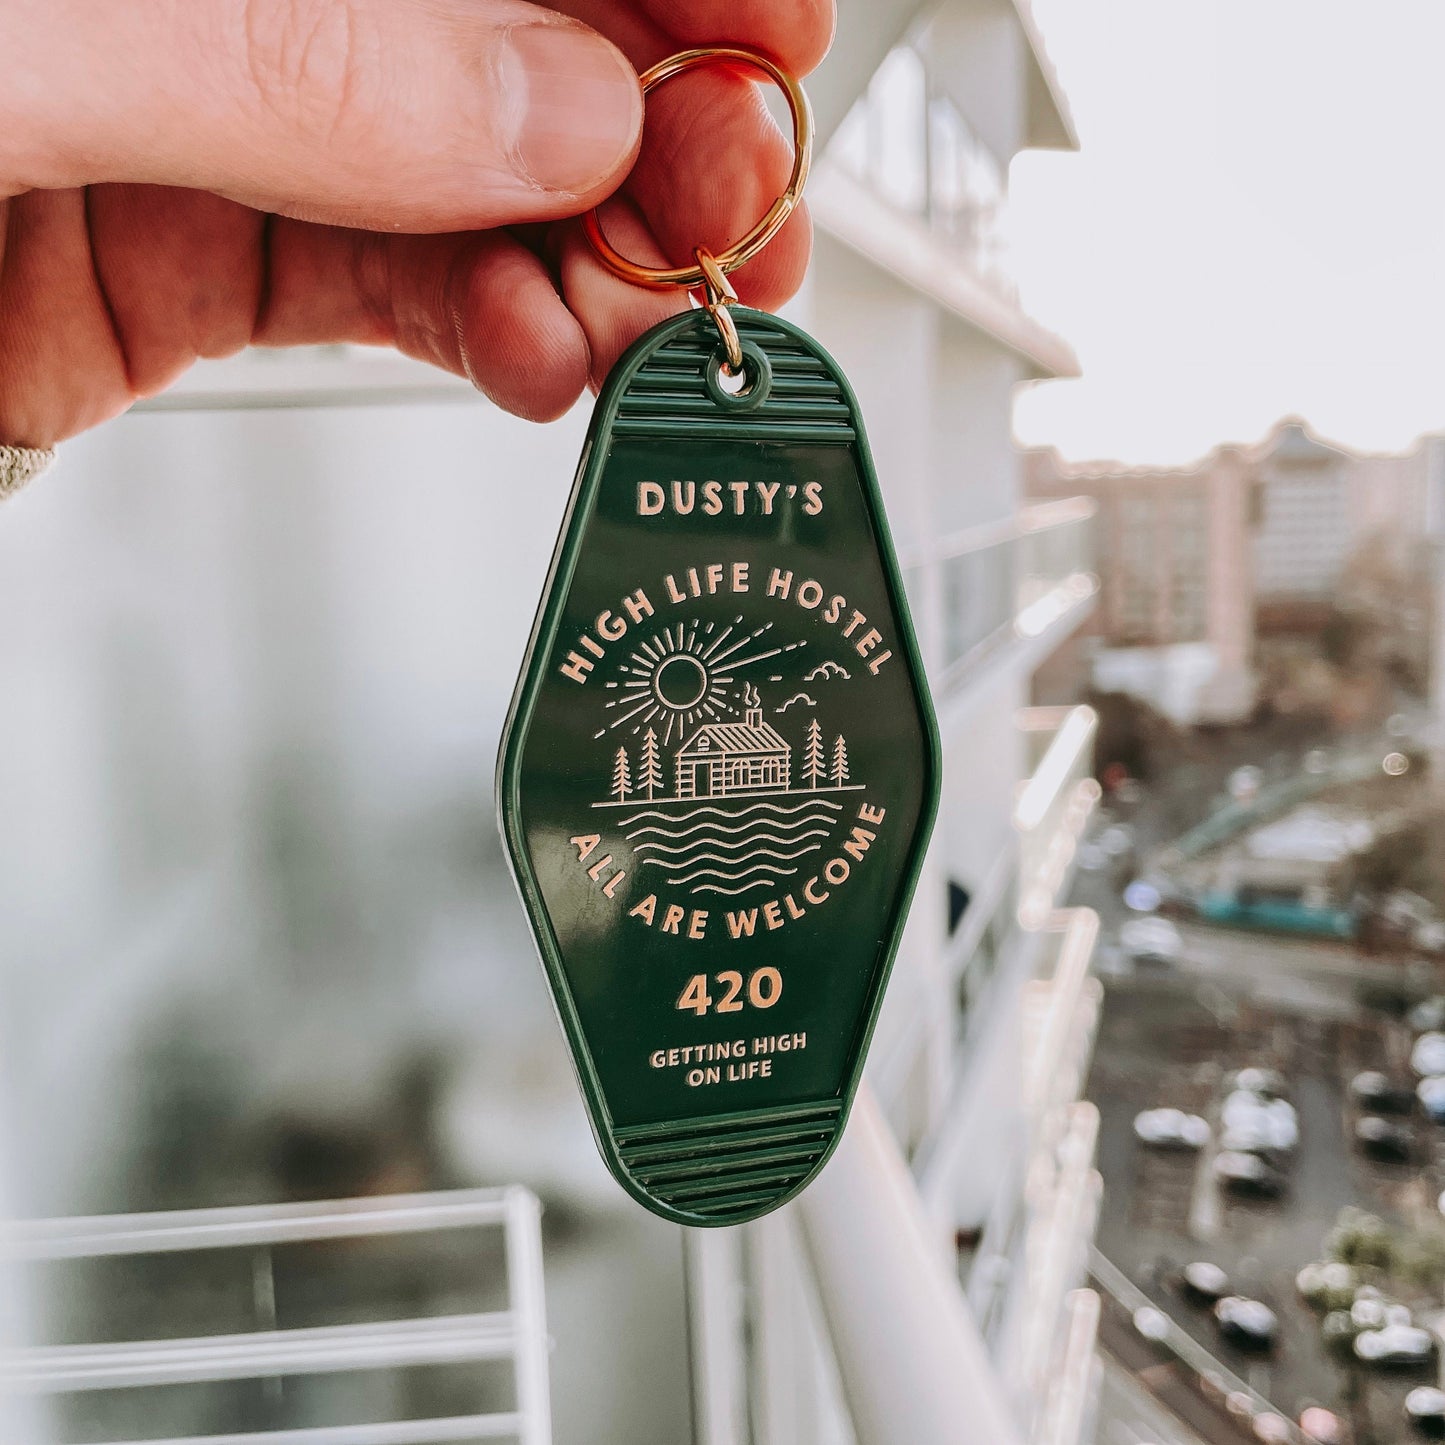 DUSTY'S
HIGH LIFE HOSTEL
ALL ARE WELCOME
420
GETTING HIGH
ON LIFE